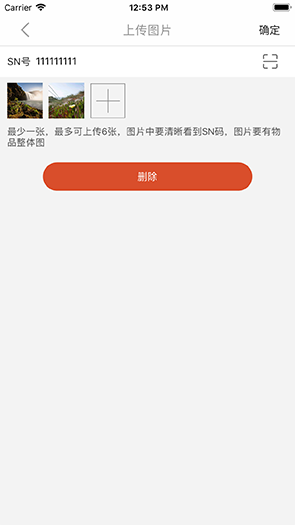 Carrier 12:53 PM
上传图片 确定
SN号 111111111
最少一张，最多可上传6张，图片中要清晰看到SN码，图片要有物
品整体图
删除